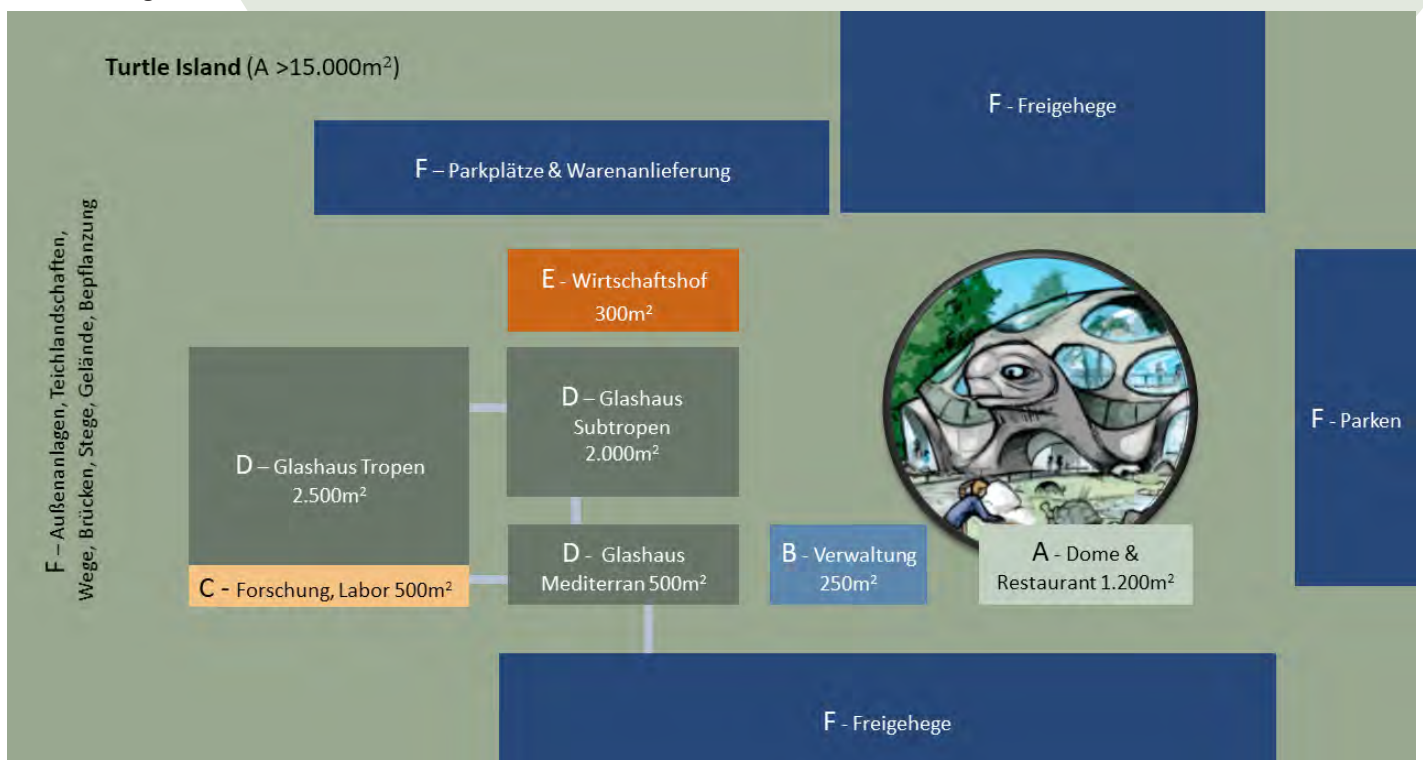 Turtle Island (A >15.000m²)
F - Freigehege
F – Parkplätze & Warenanlieferung
F – Außenanlagen, Teichlandschaften,
Wege, Brücken, Stege, Gelände, Bepflanzung
E - Wirtschaftshof
300m²
D – Glashaus Tropen
2.500m²
D – Glashaus
Subtropen
2.000m²
F - Parken
C - Forschung, Labor 500m²
D - Glashaus
Mediterran 500m²
B - Verwaltung
250m²
A - Dome &
Restaurant 1.200m²
F - Freigehege